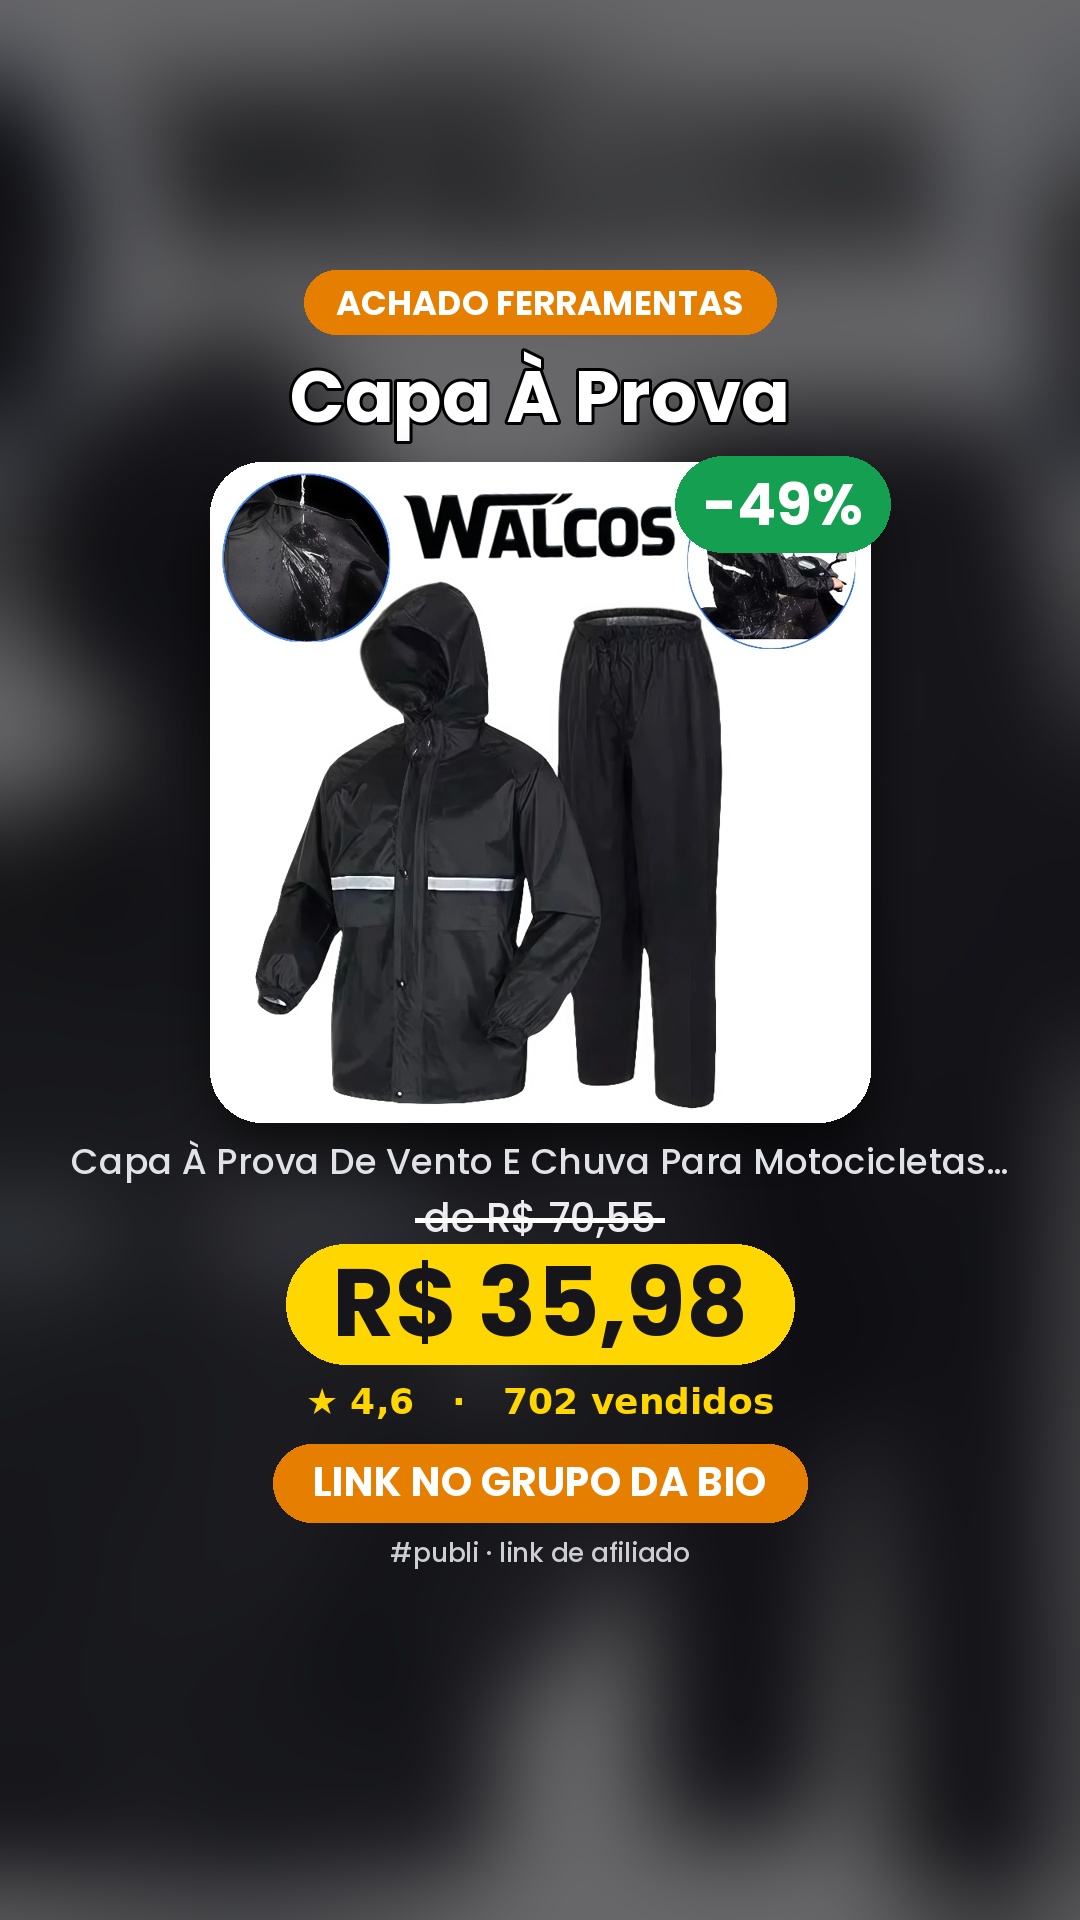 ACHADO FERRAMENTAS
Capa À Prova
-49%
WALCOS
Capa À Prova De Vento E Chuva Para Motocicletas...
de R$ 70,55
R$ 35,98
★ 4,6 · 702 vendidos
LINK NO GRUPO DA BIO
#publi · link de afiliado